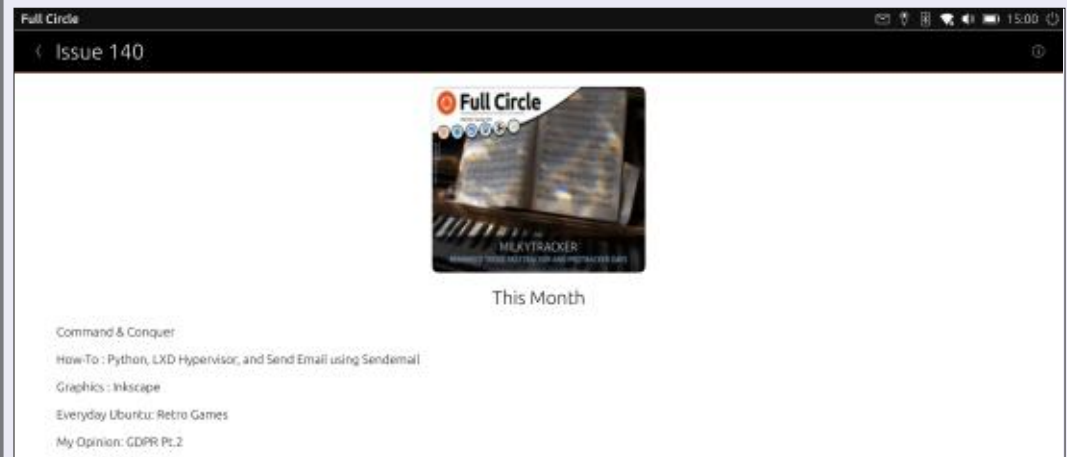 Full Circle
15:00
Issue 140
Full Circle
MILKYTRACKER
This Month
Command & Conquer
How-To : Python, LXD Hypervisor, and Send Email using Sendemail
Graphics : Inkscape
Everyday Ubuntu: Retro Games
My Opinion: GDPR Pt.2